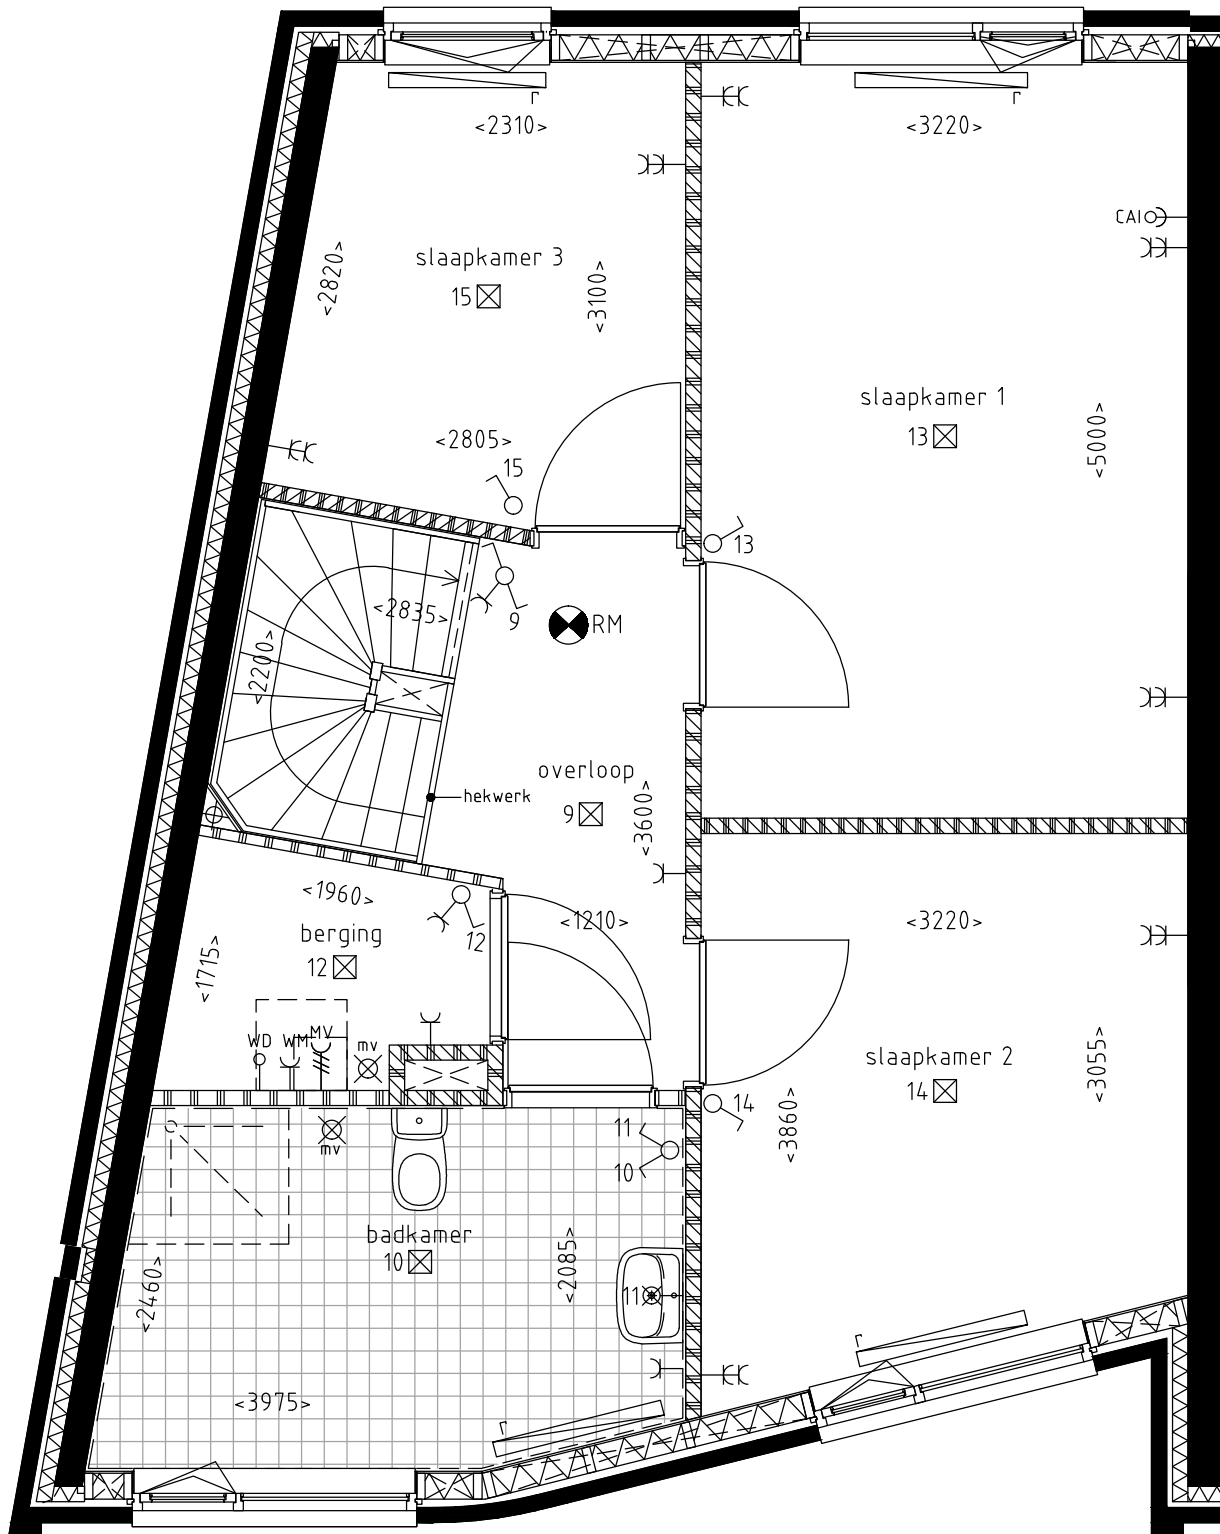 r
r
<2310>
<3220>
CAI
slaapkamer 3
15
<2820>
<3100>
slaapkamer 1
13
<5000>
<2805>
15
13
<2835>
9
RM
<2200>
overloop
9
hekwerk
<3600>
<1960>
12
<1210>
<3220>
berging
12
<1715>
WD
WM
MV
mv
slaapkamer 2
14
<3055>
14
<3860>
mv
11
10
badkamer
10
<2085>
<2460>
11
r
<3975>
r